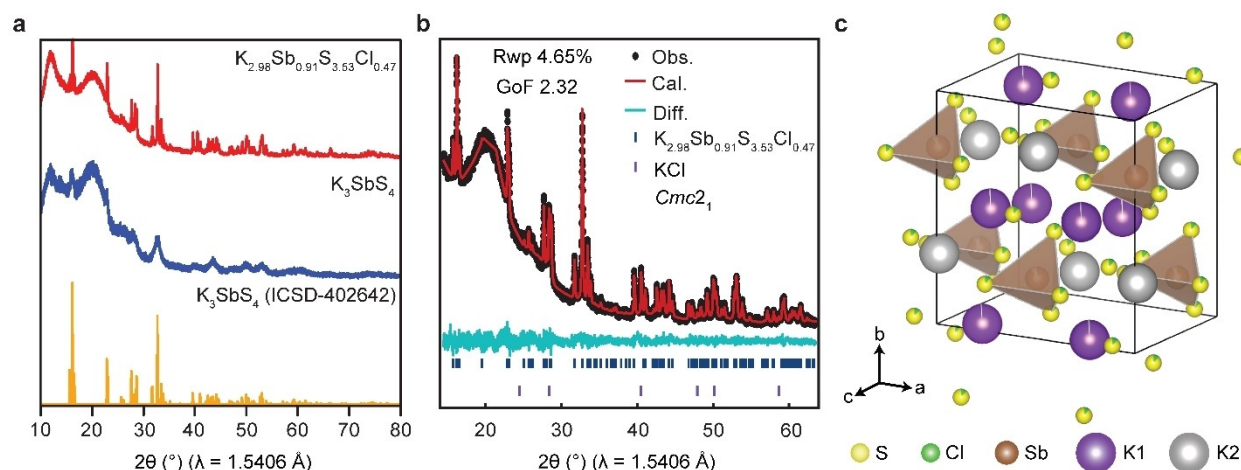 a
K₂.₉₈Sb₀.₉₁S₃.₅₃Cl₀.₄₇
K₃SbS₄
K₃SbS₄ (ICSD-402642)
10 20 30 40 50 60 70 80
2θ (°) (λ = 1.5406 Å)
b
Rwp 4.65%
GoF 2.32
Obs.
Cal.
Diff.
K₂.₉₈Sb₀.₉₁S₃.₅₃Cl₀.₄₇
KCl
Cmc2₁
20 30 40 50 60
2θ (°) (λ = 1.5406 Å)
c
b
c
a
S Cl Sb K1 K2